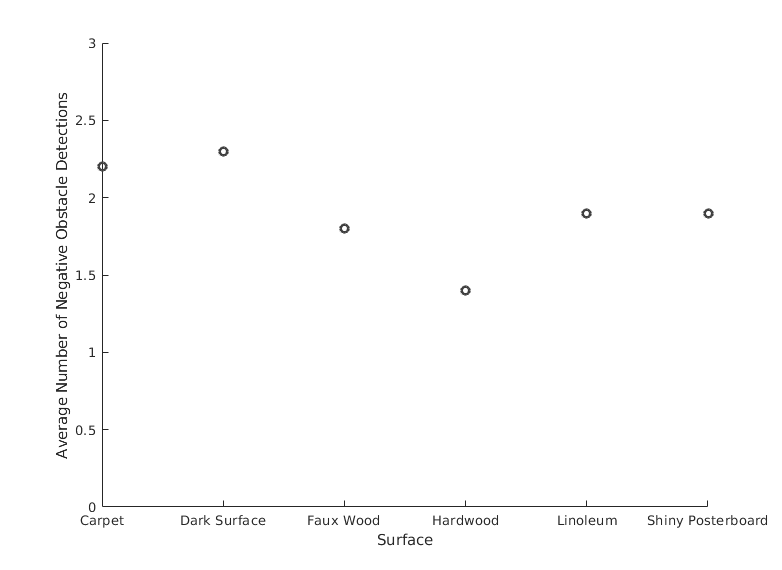 3
2.5
2
1.5
1
0.5
0
Average Number of Negative Obstacle Detections
Carpet Dark Surface Faux Wood Hardwood Linoleum Shiny Posterboard
Surface